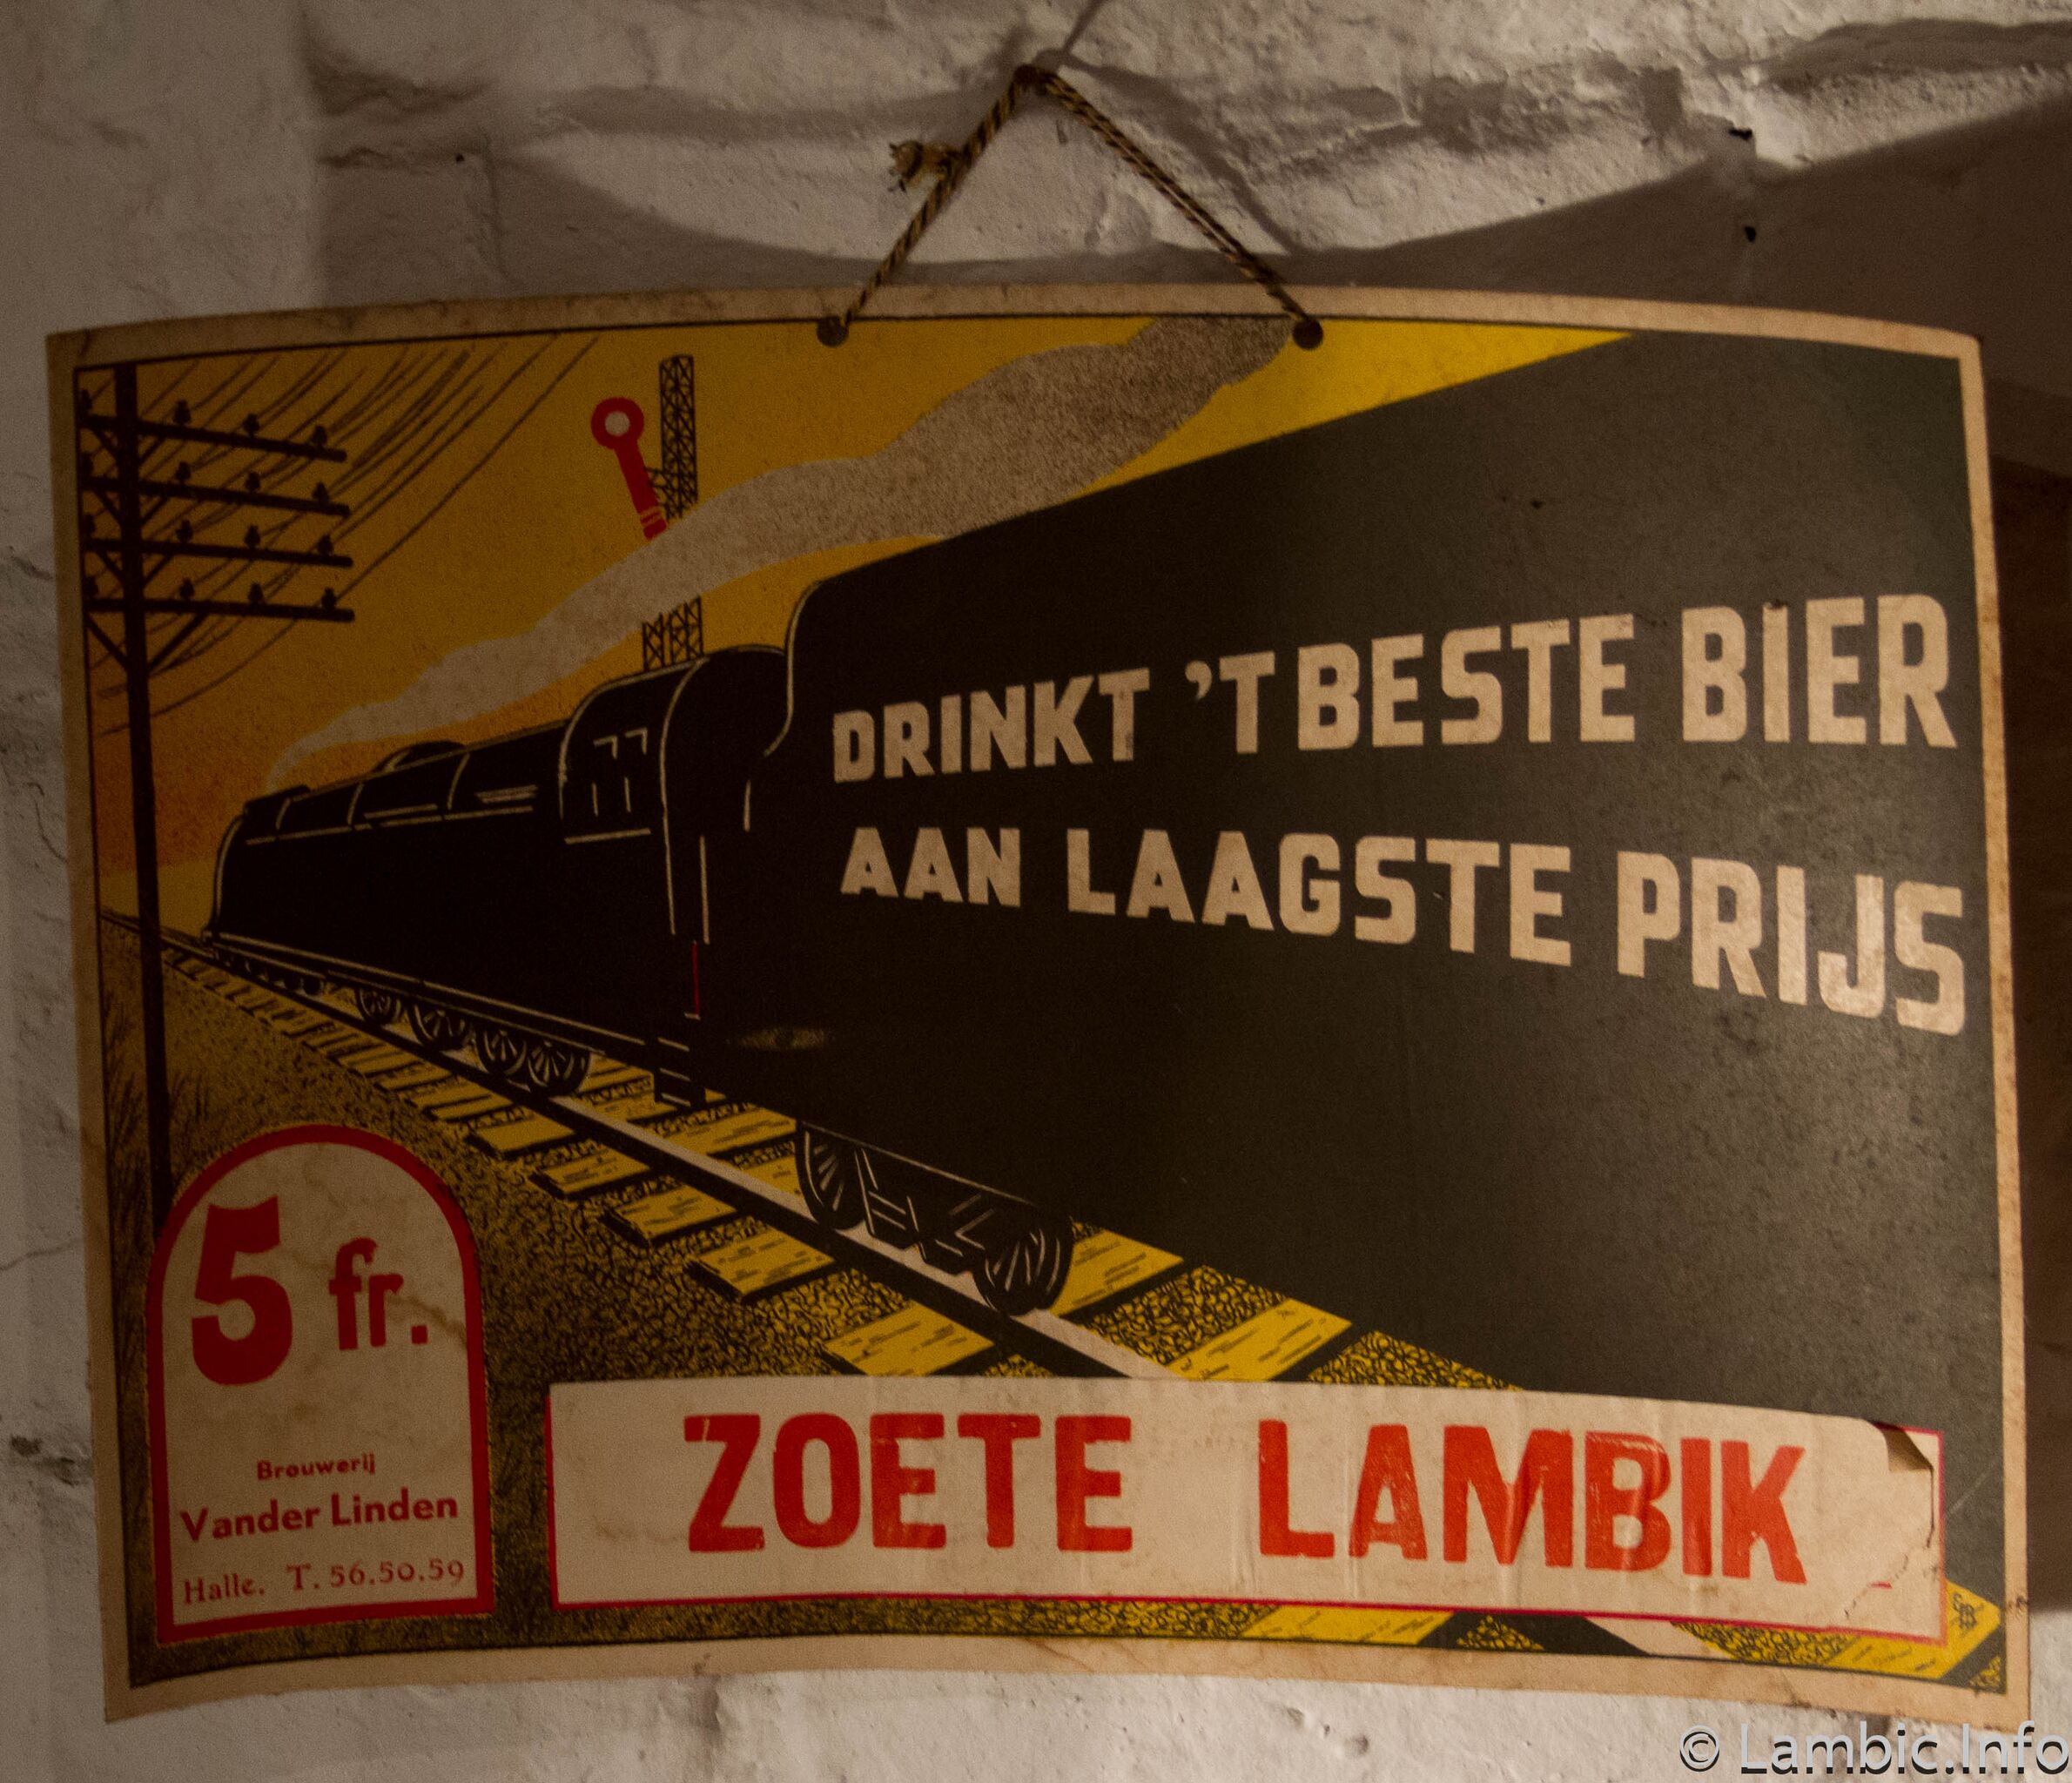 DRINKT 'T BESTE BIER
AAN LAAGSTE PRIJS
5 fr.
Brouwerij
Vander Linden
Halle. T. 56.50.59
ZOETE LAMBIK
© Lambic.Info